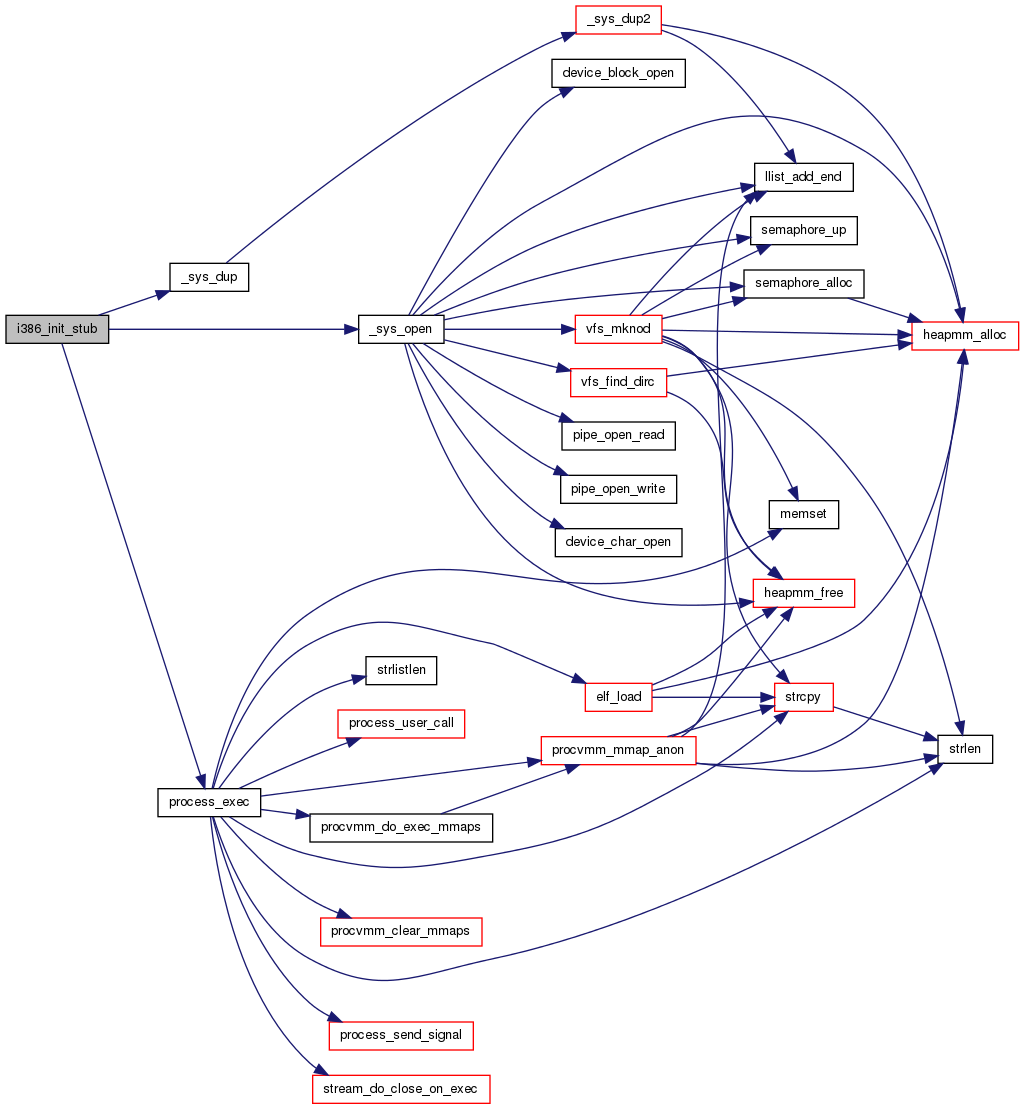 _sys_dup2
device_block_open
llist_add_end
semaphore_up
_sys_dup
semaphore_alloc
i386_init_stub
_sys_open
vfs_mknod
heapmm_alloc
vfs_find_dirc
pipe_open_read
pipe_open_write
memset
device_char_open
heapmm_free
strlistlen
elf_load
strcpy
process_user_call
procvmm_mmap_anon
strlen
process_exec
procvmm_do_exec_mmaps
procvmm_clear_mmaps
process_send_signal
stream_do_close_on_exec